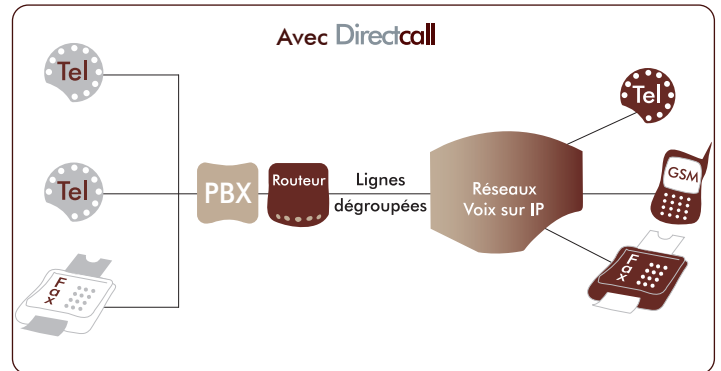 Avec Directcall
Tel
Tel
Fax
PBX
Routeur
Lignes
dégroupées
Réseaux
Voix sur IP
Tel
GSM
Fax